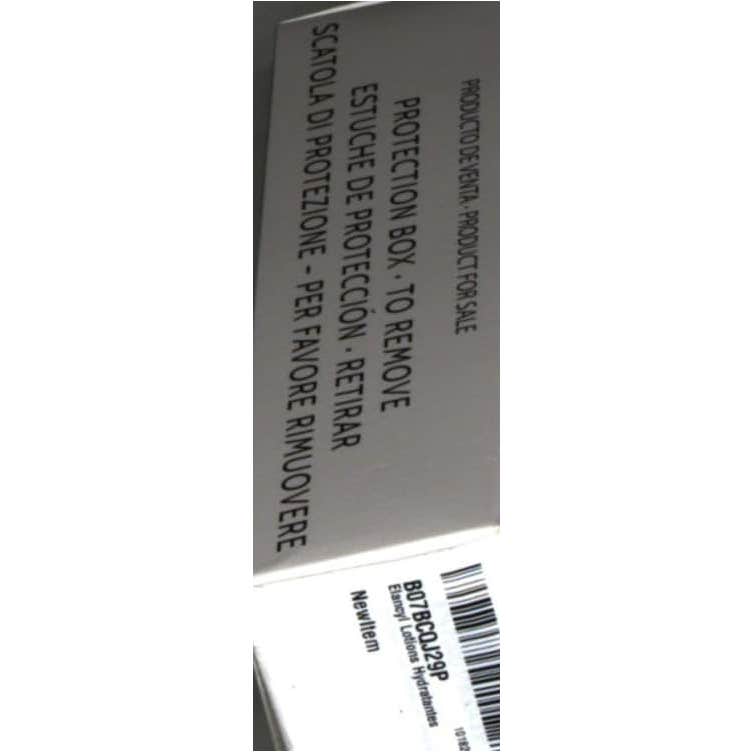 PRODUCTO DE VENTA · PRODUCT FOR SALE
PROTECTION BOX · TO REMOVE
ESTUCHE DE PROTECCIÓN · RETIRAR
SCATOLA DI PROTEZIONE - PER FAVORE RIMUOVERE
B07BCQJ29P
Elancyl Lotions Hydratantes
NewItem